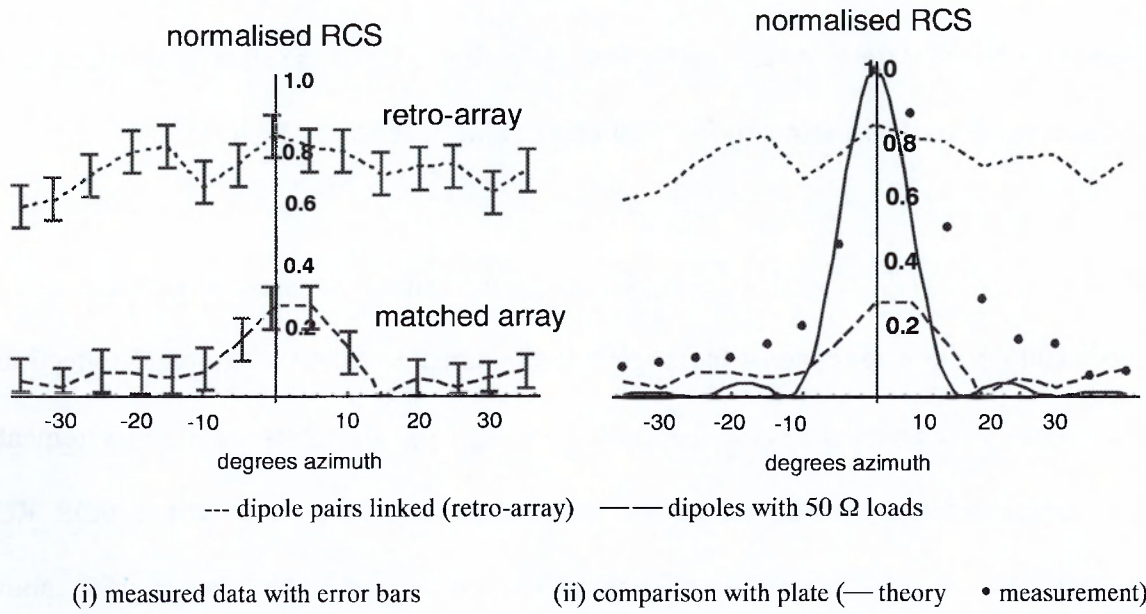 normalised RCS
1.0
retro-array
0.8
0.6
0.4
matched array
0.2
-30 -20 -10 10 20 30
degrees azimuth
normalised RCS
1.0
0.8
0.6
0.4
0.2
-30 -20 -10 10 20 30
degrees azimuth
--- dipole pairs linked (retro-array) —— dipoles with 50 Ω loads
(i) measured data with error bars (ii) comparison with plate (— theory • measurement)